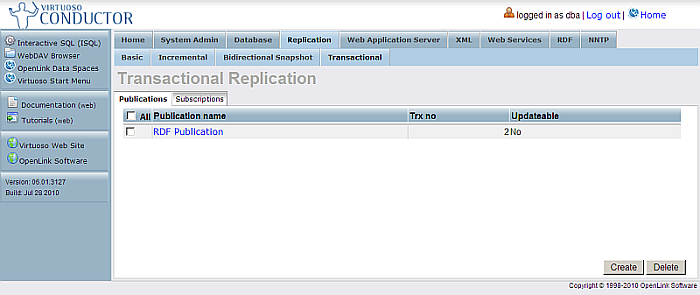 VIRTUOSO
CONDUCTOR
logged in as dba | Log out | Home
Interactive SQL (ISQL)
WebDAV Browser
OpenLink Data Spaces
Virtuoso Start Menu
Documentation (web)
Tutorials (web)
Virtuoso Web Site
OpenLink Software
Version: 06.01.3127
Build: Jul 28 2010
Home System Admin Database Replication Web Application Server XML Web Services RDF NNTP
Basic Incremental Bidirectional Snapshot Transactional
Transactional Replication
Publications Subscriptions
All Publication name Trx no Updateable
RDF Publication 2 No
Create Delete
Copyright © 1998-2010 OpenLink Software